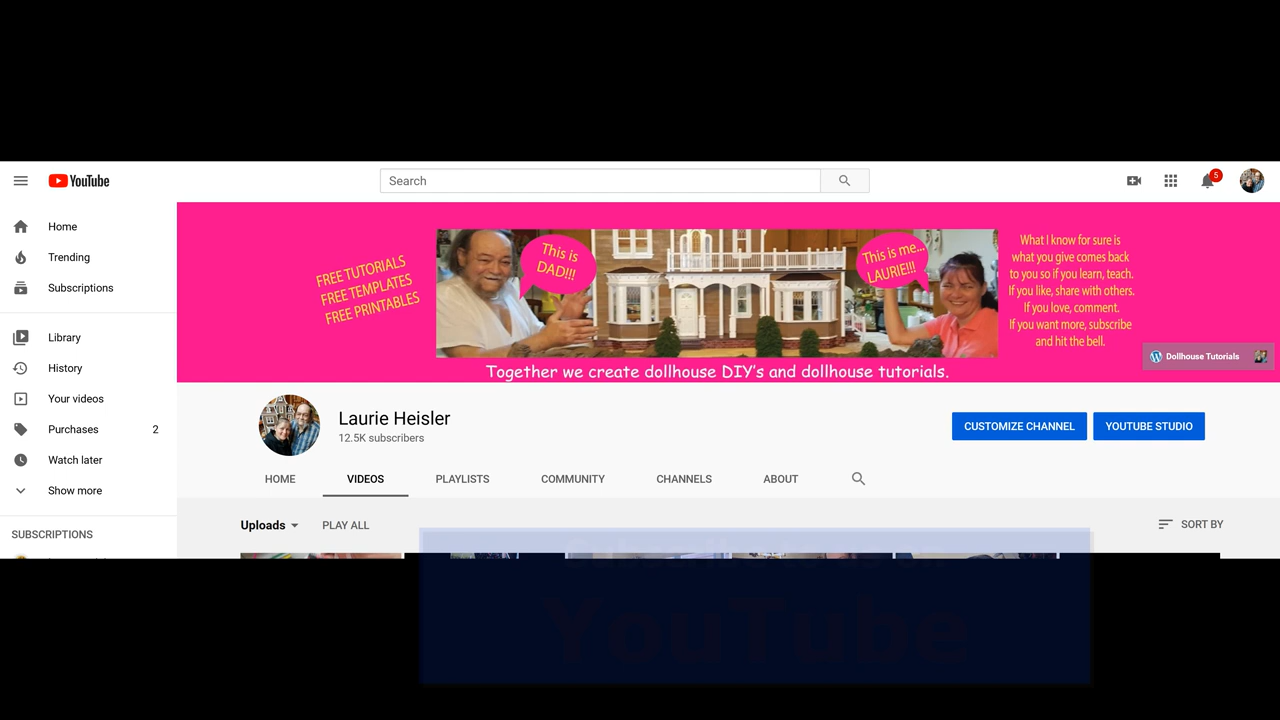 YouTube
Search
5
Home
Trending
Subscriptions
Library
History
Your videos
Purchases 2
Watch later
Show more
SUBSCRIPTIONS
FREE TUTORIALS
FREE TEMPLATES
FREE PRINTABLES
This is
DAD!!!
This is me...
LAURIE!!!
What I know for sure is
what you give comes back
to you so if you learn, teach.
If you like, share with others.
If you love, comment.
If you want more, subscribe
and hit the bell.
Dollhouse Tutorials
Together we create dollhouse DIY's and dollhouse tutorials.
Laurie Heisler
12.5K subscribers
CUSTOMIZE CHANNEL
YOUTUBE STUDIO
HOME VIDEOS PLAYLISTS COMMUNITY CHANNELS ABOUT
Uploads PLAY ALL SORT BY
Subscribe to us on
YouTube